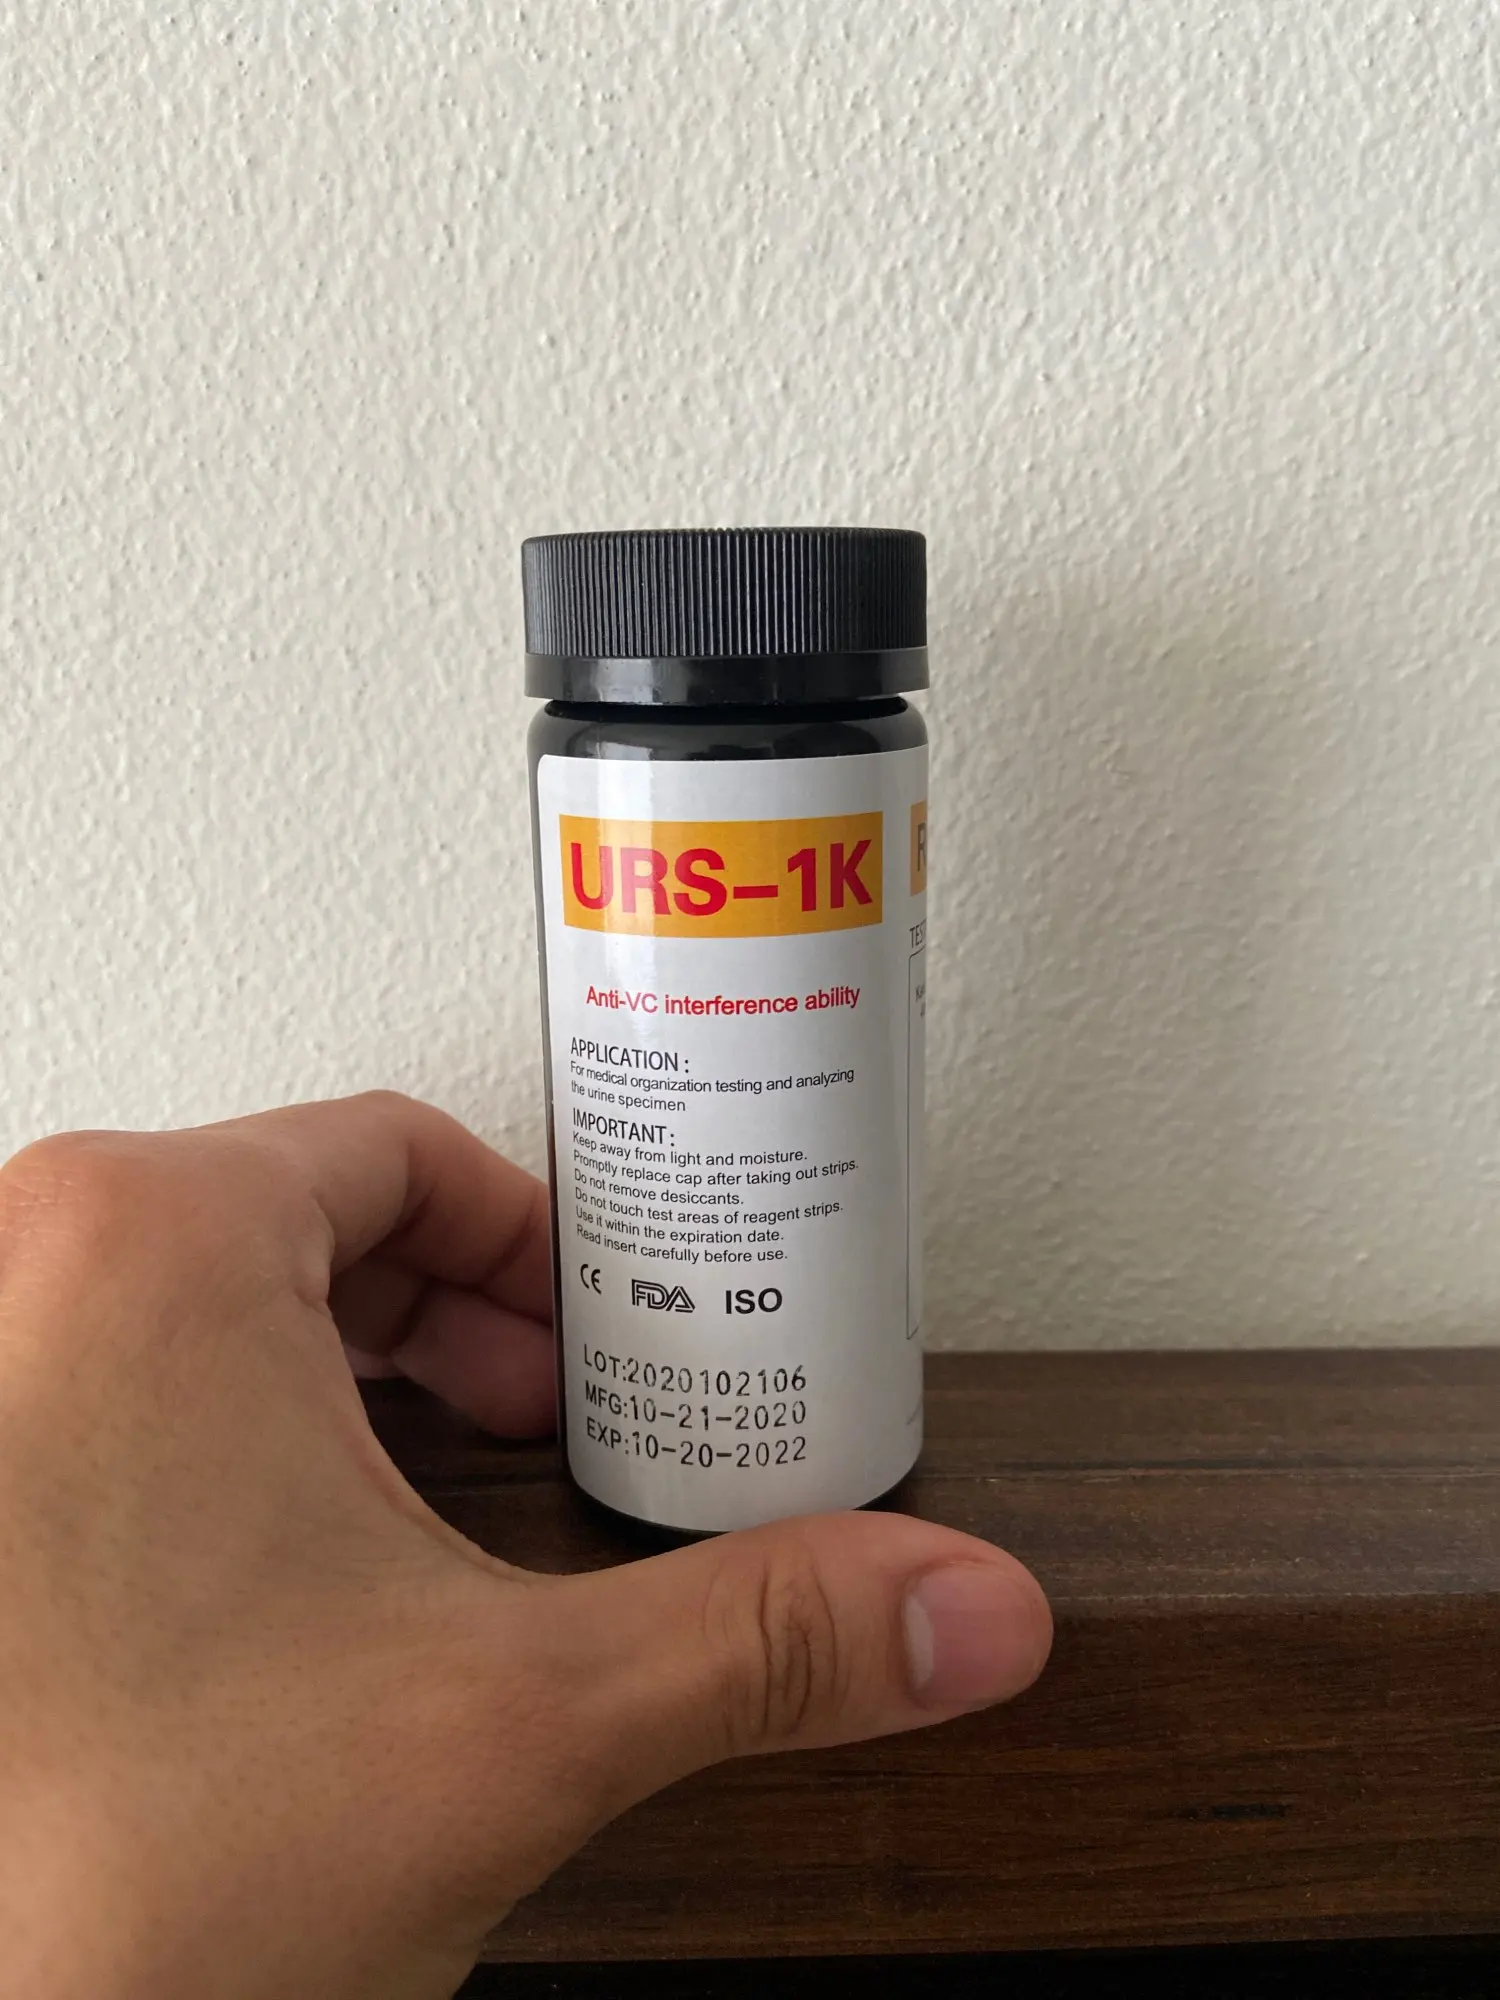 URS-1K
Anti-VC interference ability
APPLICATION :
For medical organization testing and analyzing
the urine specimen
IMPORTANT :
Keep away from light and moisture.
Promptly replace cap after taking out strips.
Do not remove desiccants.
Do not touch test areas of reagent strips.
Use it within the expiration date.
Read insert carefully before use.
CE FDA ISO
LOT:2020102106
MFG:10-21-2020
EXP:10-20-2022